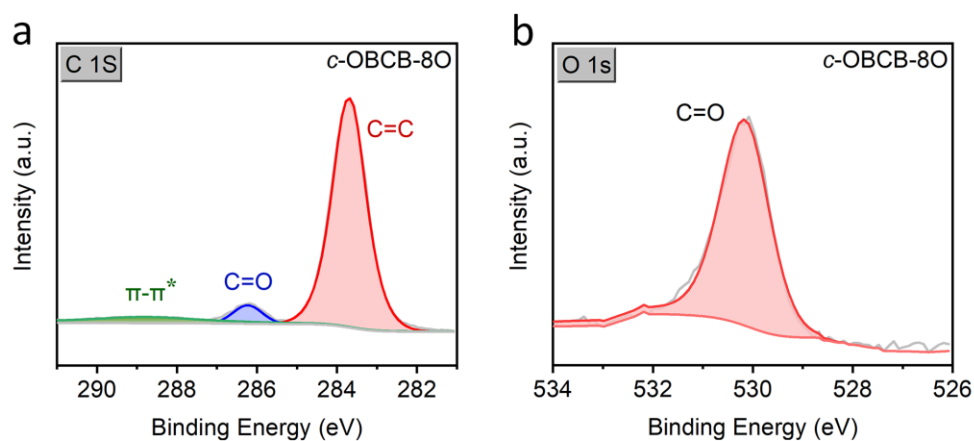 a
C 1S
c-OBCB-8O
C=C
C=O
π-π*
Intensity (a.u.)
290 288 286 284 282
Binding Energy (eV)
b
O 1s
c-OBCB-8O
C=O
Intensity (a.u.)
534 532 530 528 526
Binding Energy (eV)